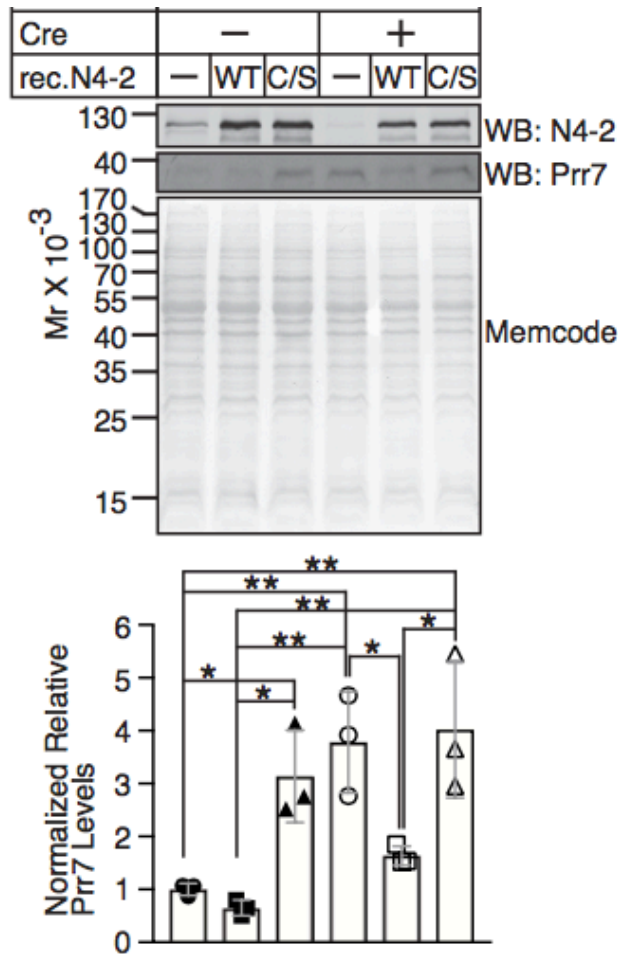 Cre − +
rec.N4-2 − WT C/S − WT C/S
130 WB: N4-2
40 WB: Prr7
170
130
100
70
55
40 Memcode
35
25
15
Mr X 10-3
**
**
**
**
*
*
*
*
6
5
4
3
2
1
0
Normalized Relative
Prr7 Levels